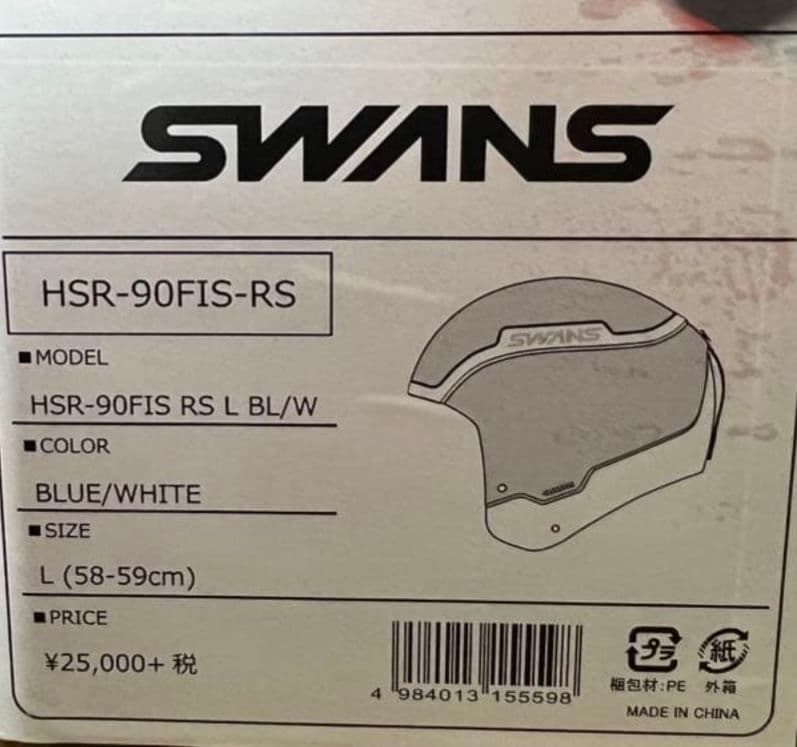 SWANS
HSR-90FIS-RS
■MODEL
HSR-90FIS RS L BL/W
■COLOR
BLUE/WHITE
■SIZE
L (58-59cm)
■PRICE
¥25,000+ 税
SWANS
4 984013 155598
プラ
紙
梱包材:PE 外箱
MADE IN CHINA